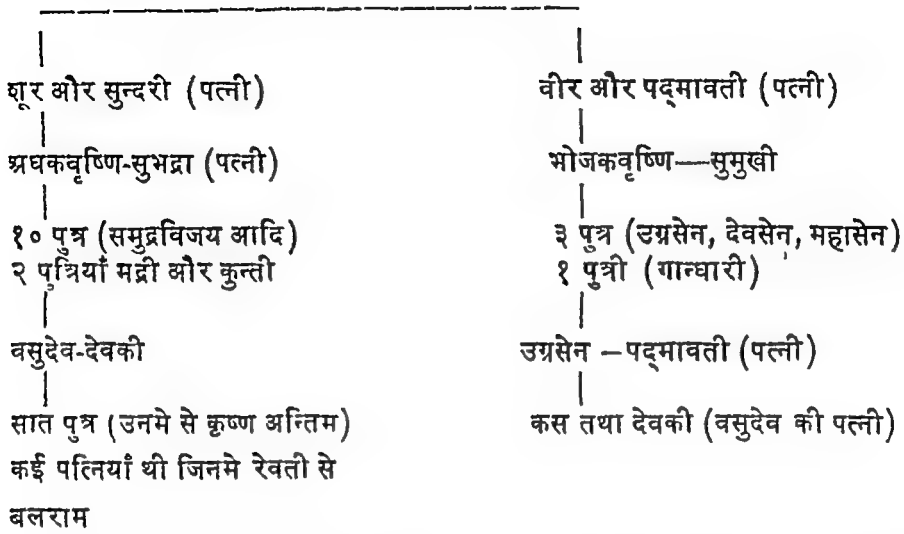 शूर और सुन्दरी (पत्नी)
वीर और पद्मावती (पत्नी)
श्रधकवृष्णि-सुभद्रा (पत्नी)
भोजकवृष्णि—सुमुखी
१० पुत्र (समुद्रविजय आदि)
३ पुत्र (उग्रसेन, देवसेन, महासेन)
२ पुत्रियाँ मद्री और कुन्ती
१ पुत्री (गान्धारी)
वसुदेव-देवकी
उग्रसेन – पद्मावती (पत्नी)
सात पुत्र (उनमे से कृष्ण अन्तिम)
कस तथा देवकी (वसुदेव की पत्नी)
कई पत्नियाँ थी जिनमे रेवती से
बलराम